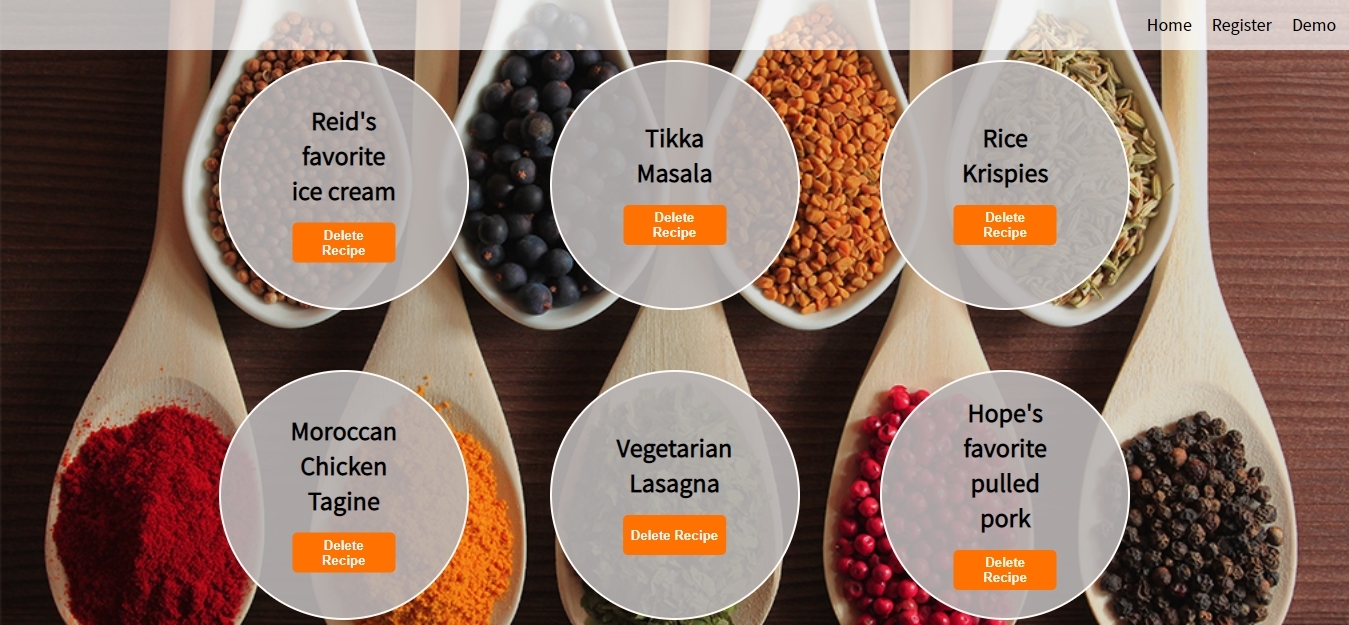 Home Register Demo
Reid's
favorite
ice cream
Delete
Recipe
Tikka
Masala
Delete
Recipe
Rice
Krispies
Delete
Recipe
Moroccan
Chicken
Tagine
Delete
Recipe
Vegetarian
Lasagna
Delete Recipe
Hope's
favorite
pulled
pork
Delete
Recipe